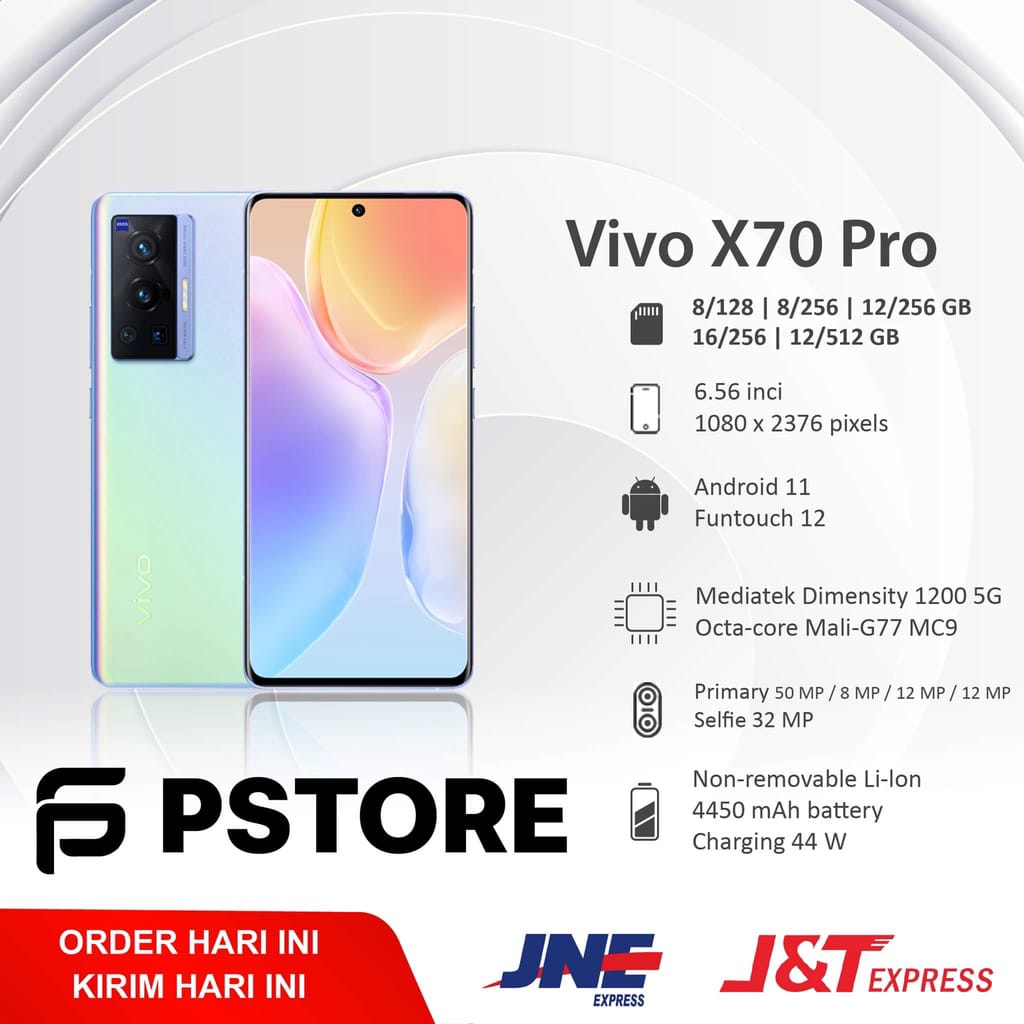 Vivo X70 Pro
8/128 | 8/256 | 12/256 GB
16/256 | 12/512 GB
6.56 inci
1080 x 2376 pixels
Android 11
Funtouch 12
Mediatek Dimensity 1200 5G
Octa-core Mali-G77 MC9
Primary 50 MP / 8 MP / 12 MP / 12 MP
Selfie 32 MP
Non-removable Li-Ion
4450 mAh battery
Charging 44 W
ZEISS
vivo
PSTORE
ORDER HARI INI
KIRIM HARI INI
JNE
EXPRESS
J&T EXPRESS